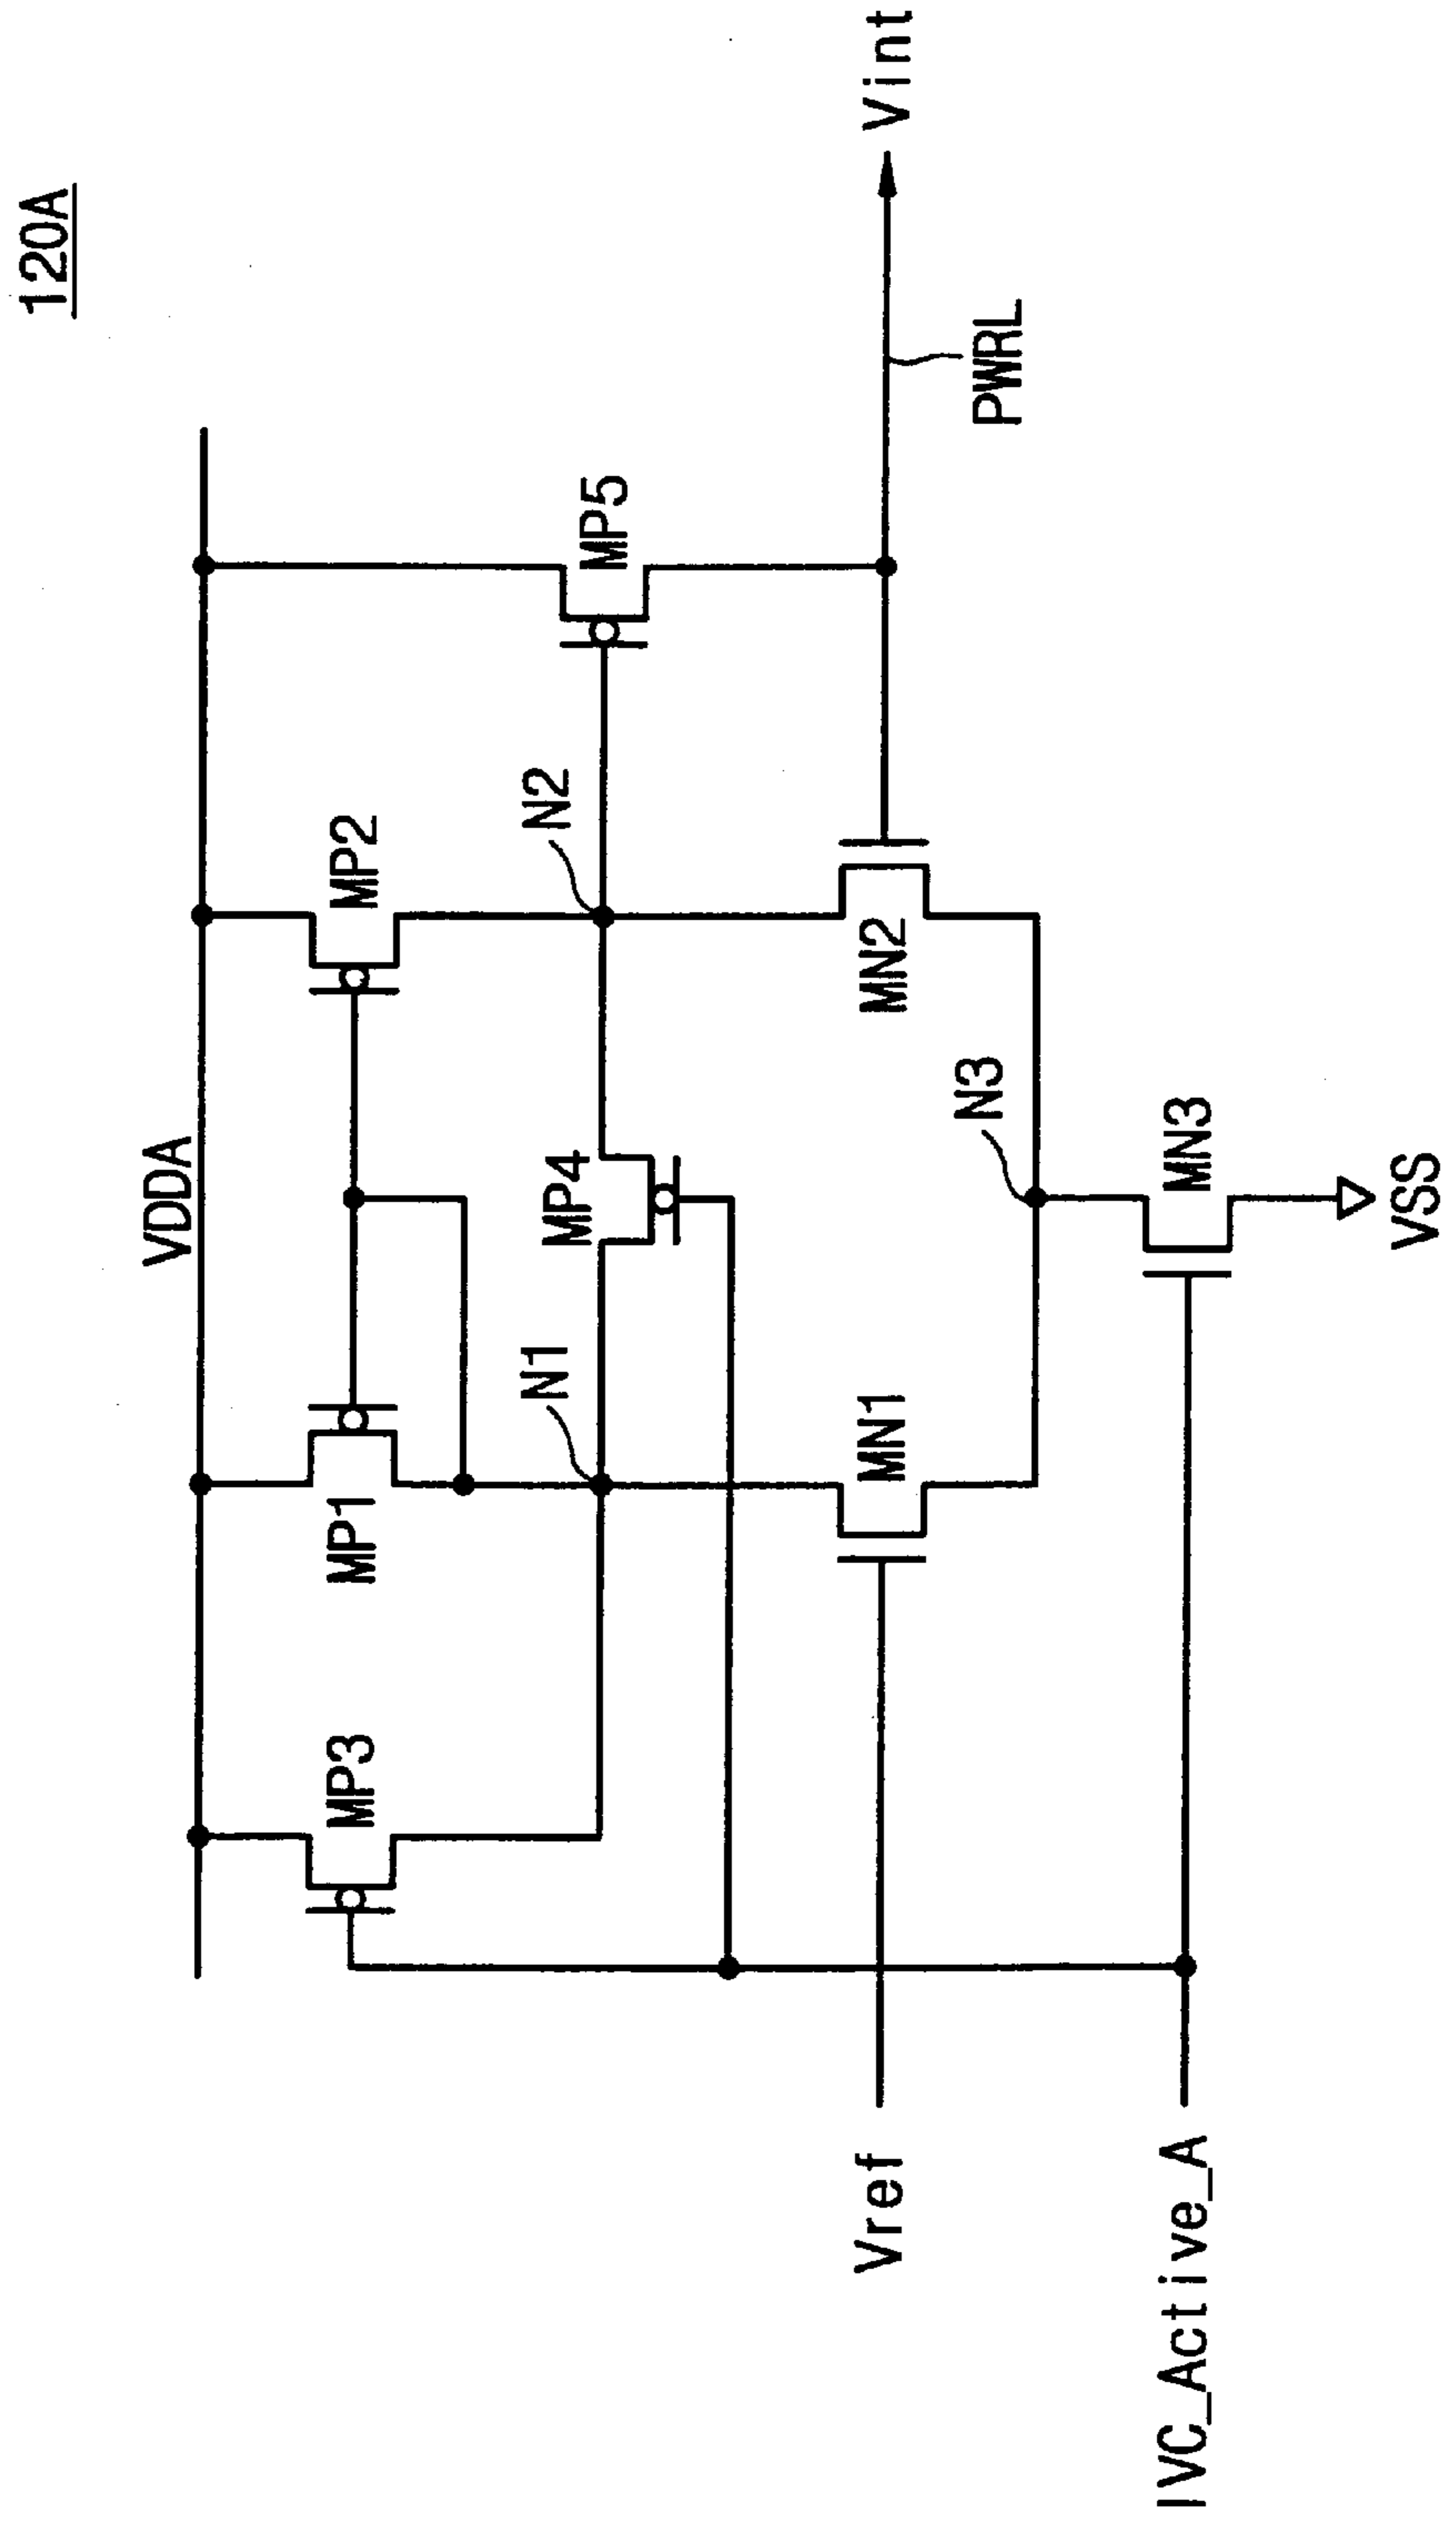 120A
VDDA
MP3
MP1
MP2
MP5
N1
MP4
N2
Vref
MN1
MN2
Vint
PWRL
N3
IVC_Active_A
MN3
VSS